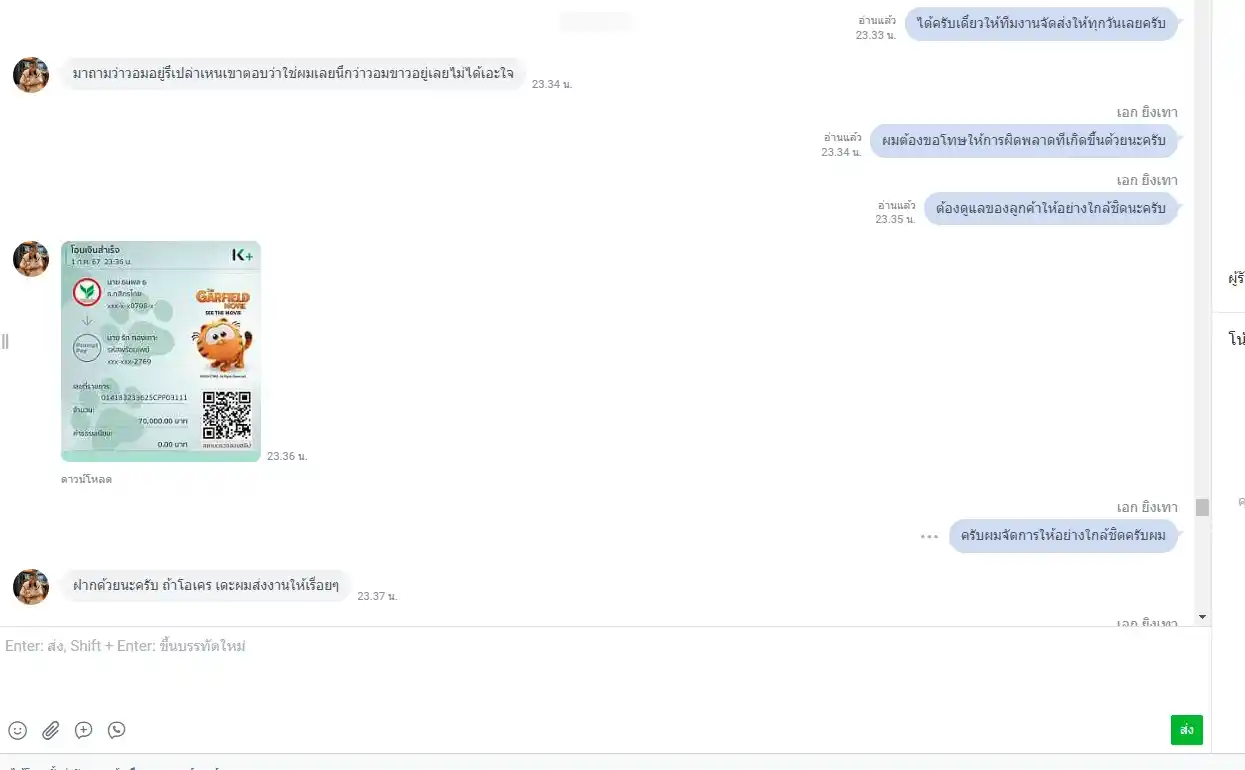 ได้ครับเดี๋ยวให้ทีมงานจัดส่งให้ทุกวันเลยครับ
อ่านแล้ว
23.33 น.
มาถามว่าวอมอยู่รึเปล่าเหนเขาตอบว่าใช่ผมเลยนึกว่าวอมขาวอยู่เลยไม่ได้เอะใจ
23.34 น.
เอก ยิงเทา
ผมต้องขอโทษให้การผิดพลาดที่เกิดขึ้นด้วยนะครับ
อ่านแล้ว
23.34 น.
เอก ยิงเทา
ต้องดูแลของลูกค้าให้อย่างใกล้ชิดนะครับ
อ่านแล้ว
23.35 น.
โอนเงินสำเร็จ
1 ก.ค. 67 23:36 น.
K+
นาย ธนพล ธ
ธ.กสิกรไทย
xxx-x-x0798-x
THE
GARFIELD
MOVIE
SEE THE MOVIE
Prompt
Pay
นาย รัก ทองเทา
รหัสพร้อมเพย์
xxx-xxx-2769
เลขที่รายการ:
014183233625CPP03111
จำนวน:
70,000.00 บาท
ค่าธรรมเนียม:
0.00 บาท
สแกนตรวจสอบสลิป
23.36 น.
ดาวน์โหลด
เอก ยิงเทา
ครับผมจัดการให้อย่างใกล้ชิดครับผม
ฝากด้วยนะครับ ถ้าโอเคร เดะผมส่งงานให้เรื่อยๆ
23.37 น.
เอก ยิงเทา
Enter: ส่ง, Shift + Enter: ขึ้นบรรทัดใหม่
ส่ง